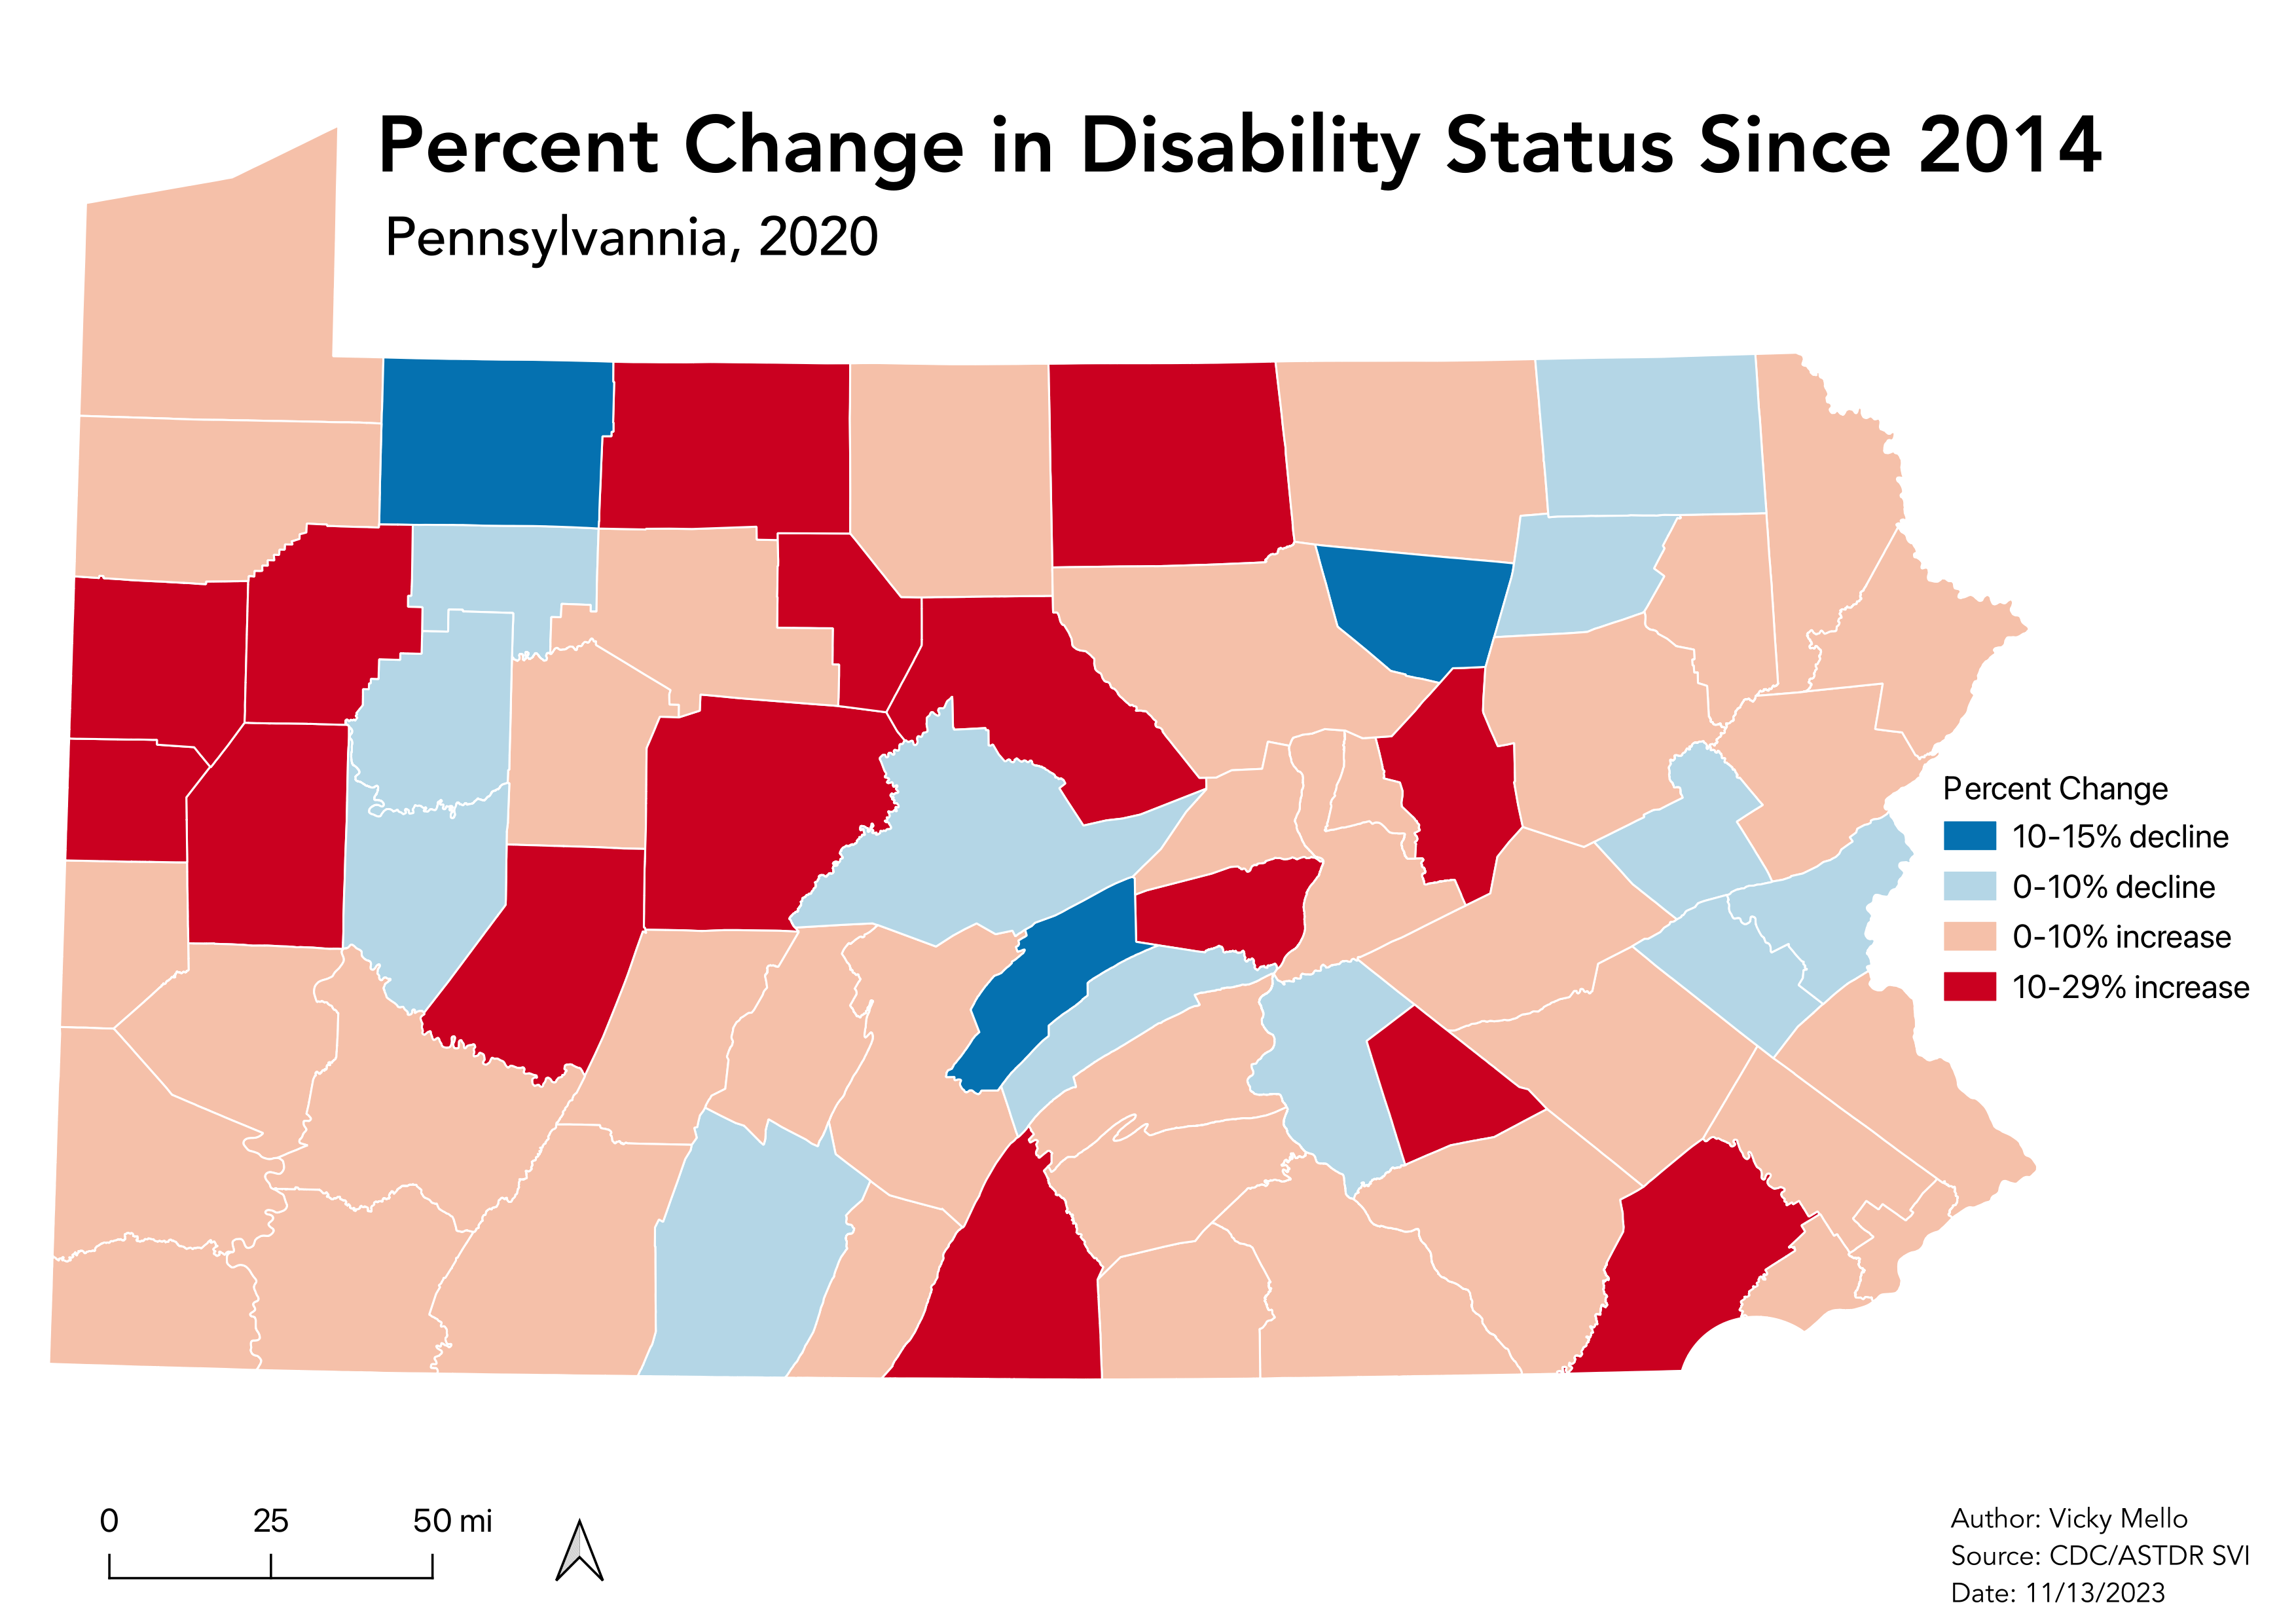 Percent Change in Disability Status Since 2014
Pennsylvannia, 2020
Percent Change
10-15% decline
0-10% decline
0-10% increase
10-29% increase
0 25 50 mi
Author: Vicky Mello
Source: CDC/ASTDR SVI
Date: 11/13/2023